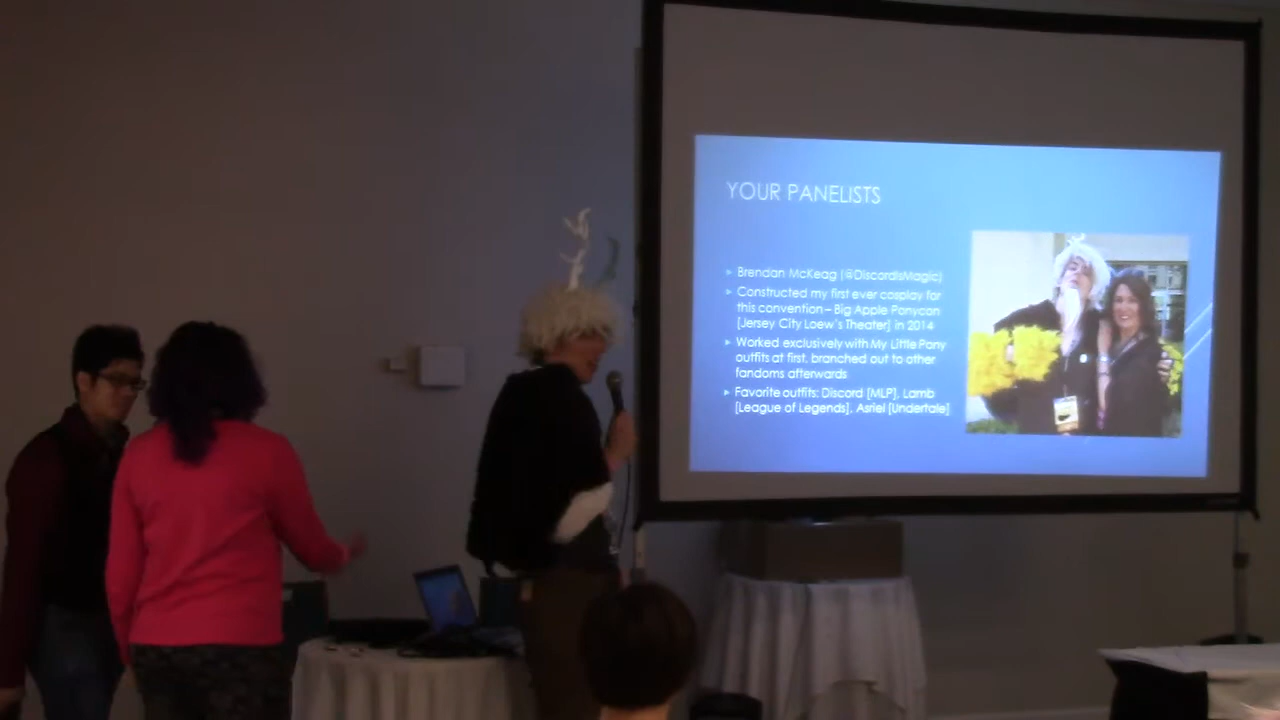 YOUR PANELISTS
Brendan McKeag (@DiscordIsMagic)
Constructed my first ever cosplay for
this convention – Big Apple Ponycon
[Jersey City Loew's Theater] in 2014
Worked exclusively with My Little Pony
outfits at first, branched out to other
fandoms afterwards
Favorite outfits: Discord [MLP], Lamb
[League of Legends], Asriel [Undertale]